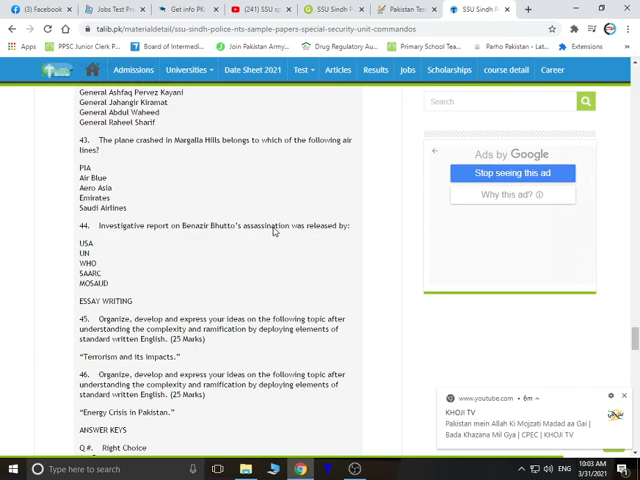 (3) Facebook
Jobs Test Pr
Get info PK:
(241) SSU sp
SSU Sindh P
Pakistan Tes
SSU Sindh P
talib.pk/materialdetail/ssu-sindh-police-nts-sample-papers-special-security-unit-commandos
Apps
PPSC Junior Clerk P...
Board of Intermedi...
Join Pakistan Army...
Drug Regulatory Au...
Primary School Tea...
Parho Pakistan - La...
Extensions
Admissions
Universities
Date Sheet 2021
Test
Articles
Results
Jobs
Scholarships
course detail
Career
General Ashfaq Pervez Kayani
General Jahangir Kiramat
General Abdul Waheed
General Raheel Sharif
43. The plane crashed in Margalla Hills belongs to which of the following air
lines?
PIA
Air Blue
Aero Asia
Emirates
Saudi Airlines
44. Investigative report on Benazir Bhutto's assassination was released by:
USA
UN
WHO
SAARC
MOSAUD
ESSAY WRITING
45. Organize, develop and express your ideas on the following topic after
understanding the complexity and ramification by deploying elements of
standard written English. (25 Marks)
"Terrorism and its impacts."
46. Organize, develop and express your ideas on the following topic after
understanding the complexity and ramification by deploying elements of
standard written English. (25 Marks)
"Energy Crisis in Pakistan."
ANSWER KEYS
Q #. Right Choice
Search
Ads by Google
Stop seeing this ad
Why this ad?
www.youtube.com • 6m
KHOJI TV
Pakistan mein Allah Ki Mojzati Madad aa Gai |
Bada Khazana Mil Gya | CPEC | KHOJI TV
Type here to search
ENG
10:03 AM
3/31/2021